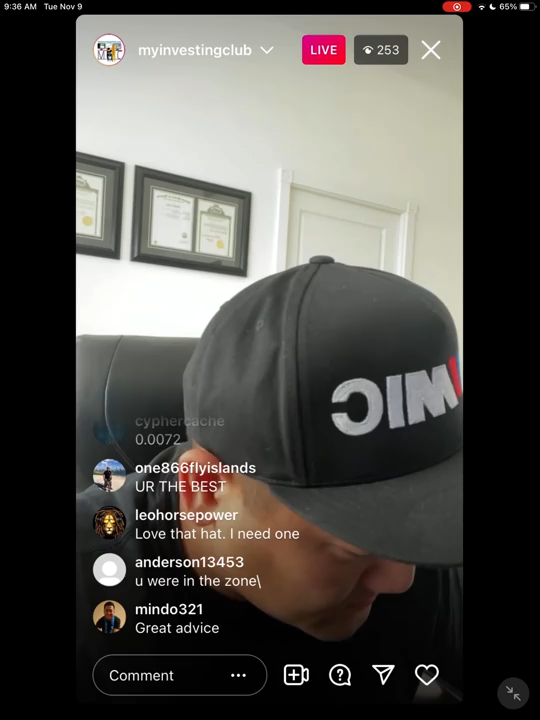 9:36 AM Tue Nov 9
65%
myinvestingclub
LIVE
253
MIC
cyphercache
0.0072
one866flyislands
UR THE BEST
leohorsepower
Love that hat. I need one
anderson13453
u were in the zone\
mindo321
Great advice
Comment